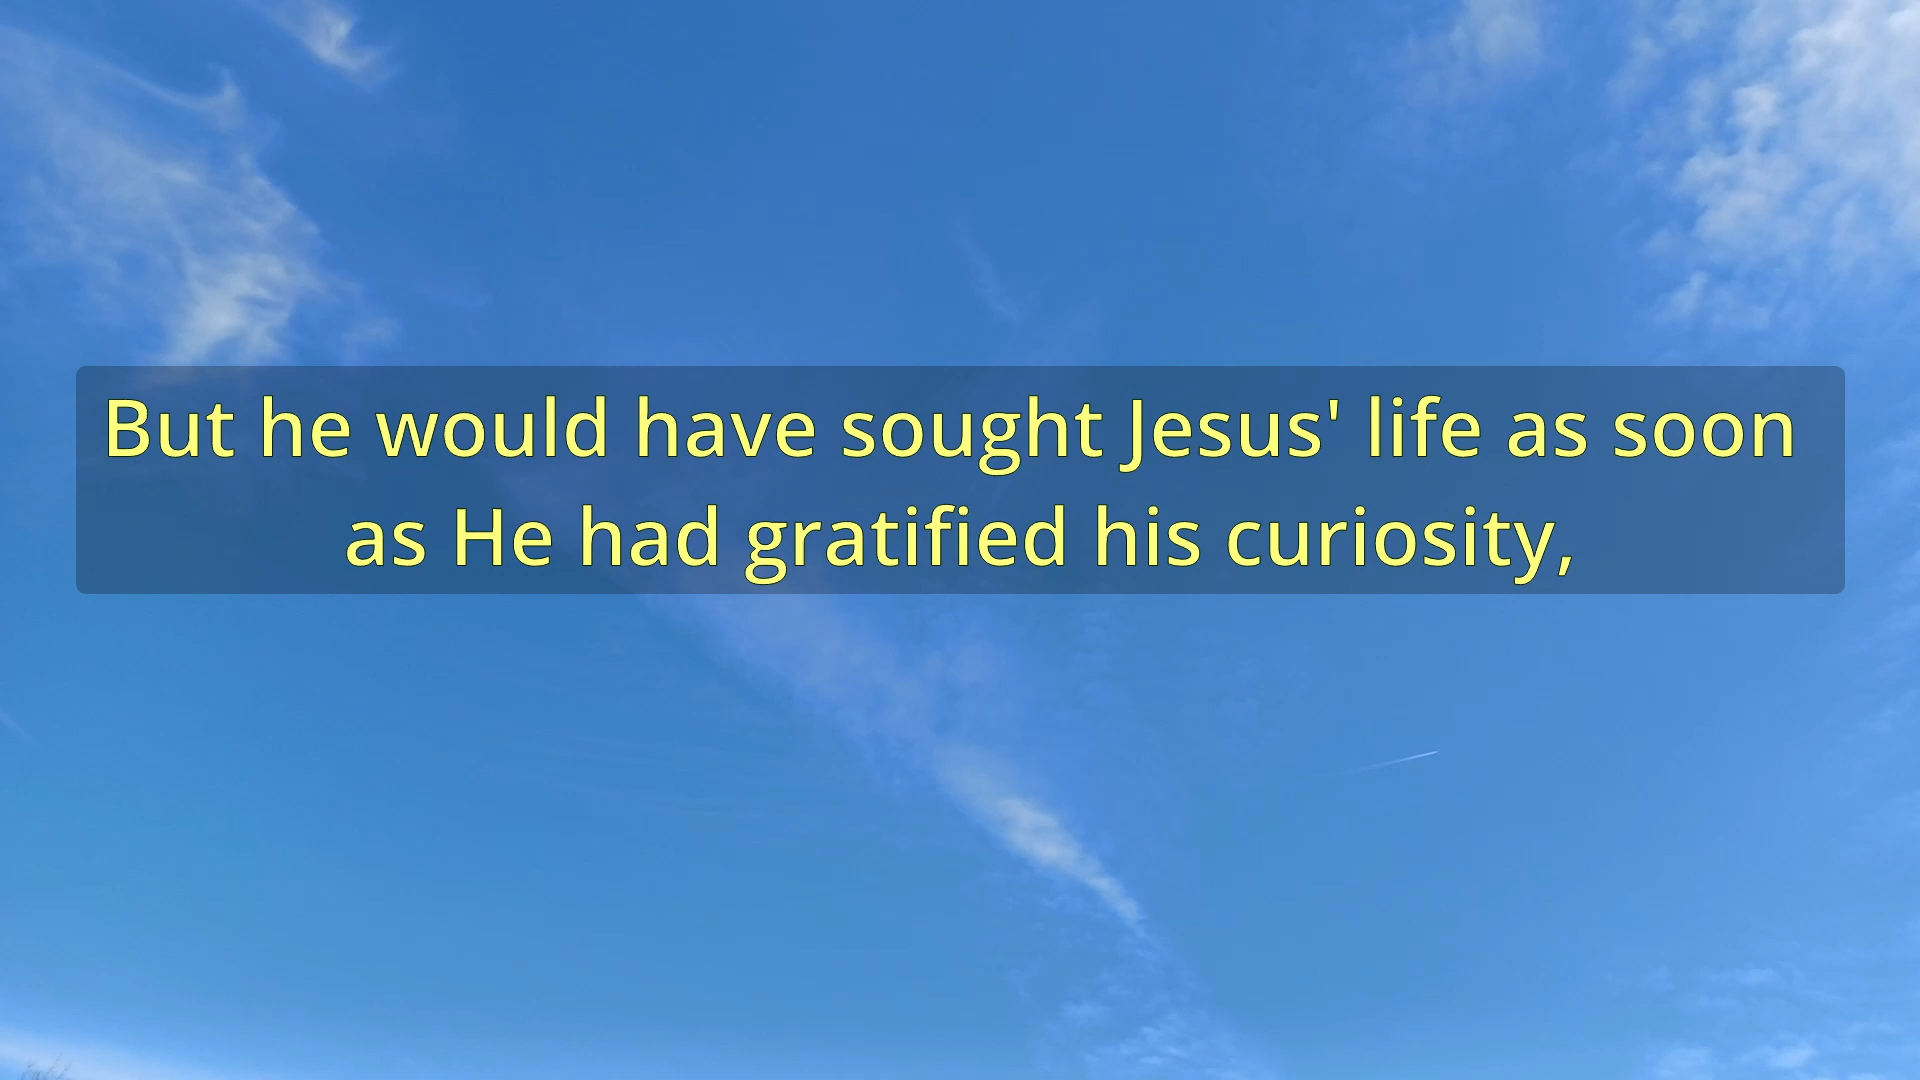 But he would have sought Jesus' life as soon
as He had gratified his curiosity,